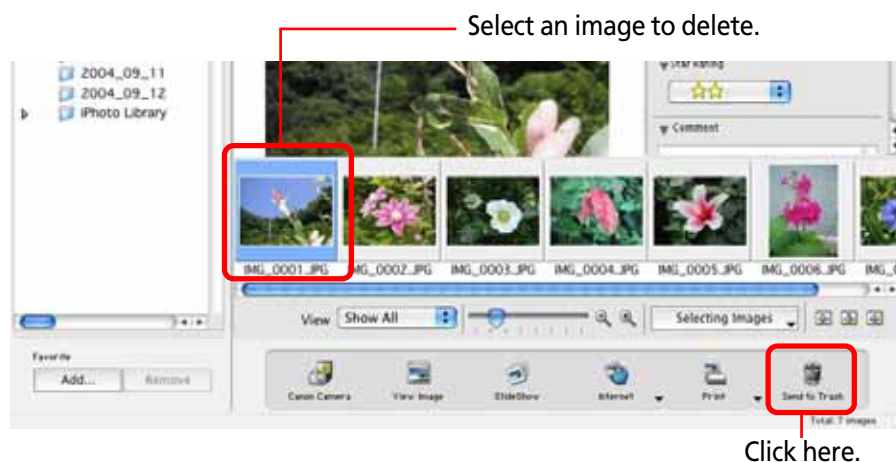 Select an image to delete.
2004_09_11
2004_09_12
iPhoto Library
Star Rating
Comment
IMG_0001.JPG
IMG_0002.JPG
IMG_0003.JPG
IMG_0004.JPG
IMG_0005.JPG
IMG_0006.JPG
IMG_
View
Show All
Selecting Images
Favorite
Add...
Remove
Canon Camera
View Image
SlideShow
Internet
Print
Send to Trash
Total: 7 images
Click here.